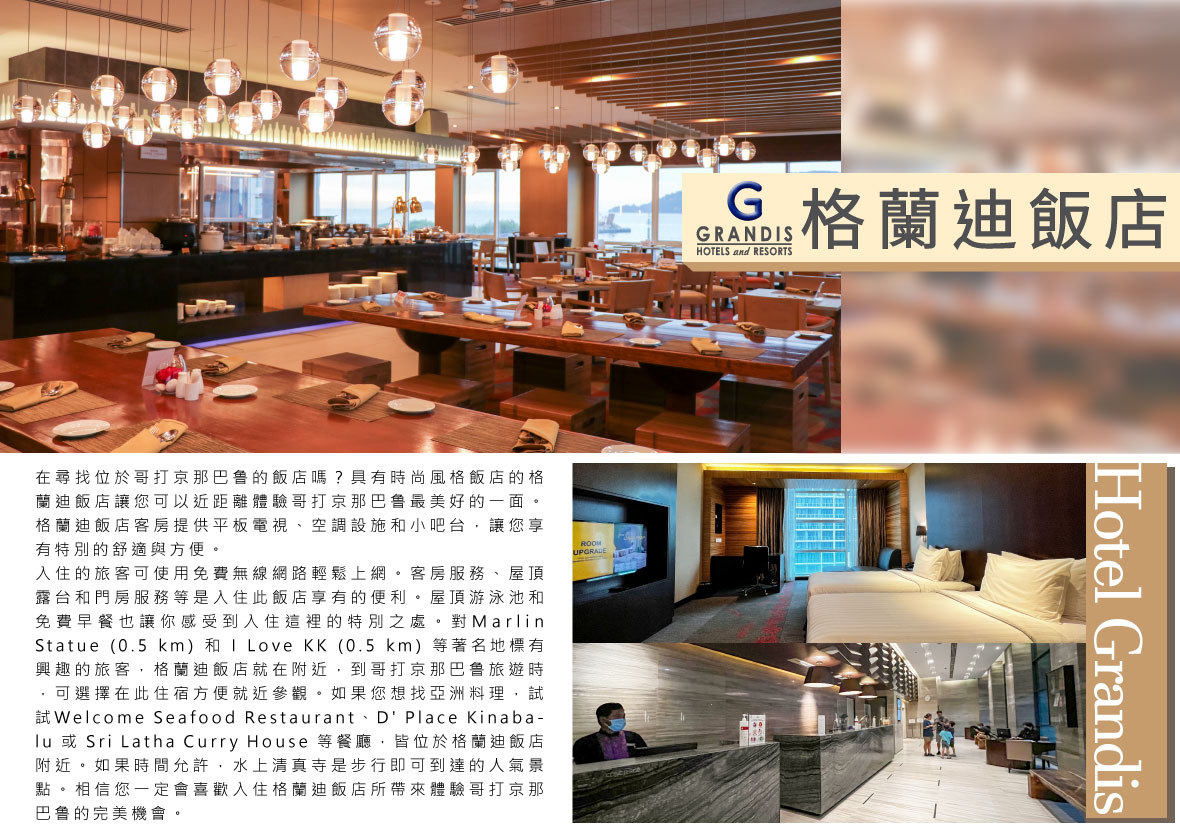 G
GRANDIS
HOTELS and RESORTS
格蘭迪飯店
在尋找位於哥打京那巴魯的飯店嗎？具有時尚風格飯店的格
蘭迪飯店讓您可以近距離體驗哥打京那巴魯最美好的一面。
格蘭迪飯店客房提供平板電視、空調設施和小吧台，讓您享
有特別的舒適與方便。
入住的旅客可使用免費無線網路輕鬆上網。客房服務、屋頂
露台和門房服務等是入住此飯店享有的便利。屋頂游泳池和
免費早餐也讓你感受到入住這裡的特別之處。對Marlin
Statue (0.5 km) 和 I Love KK (0.5 km) 等著名地標有
興趣的旅客，格蘭迪飯店就在附近，到哥打京那巴魯旅遊時
，可選擇在此住宿方便就近參觀。如果您想找亞洲料理，試
試Welcome Seafood Restaurant、D' Place Kinaba-
lu 或 Sri Latha Curry House 等餐廳，皆位於格蘭迪飯店
附近。如果時間允許，水上清真寺是步行即可到達的人氣景
點。相信您一定會喜歡入住格蘭迪飯店所帶來體驗哥打京那
巴魯的完美機會。
ROOM
UPGRADE
Hotel Grandis